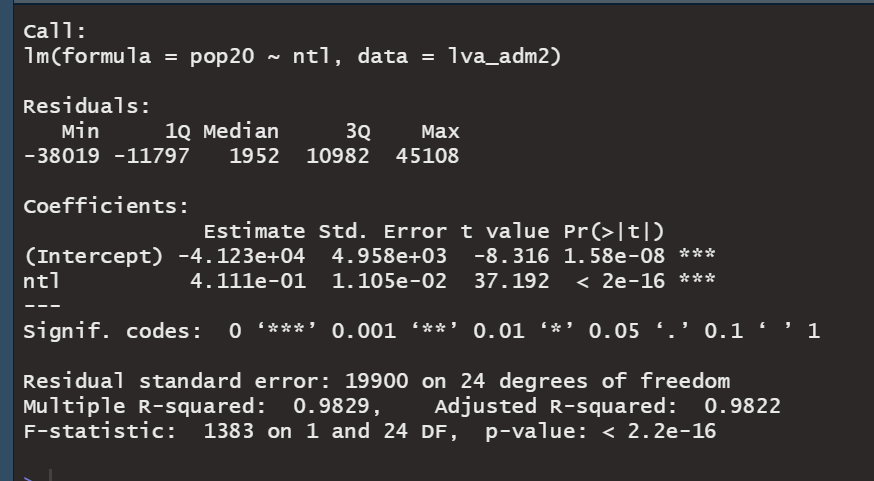 Call:
lm(formula = pop20 ~ ntl, data = lva_adm2)
Residuals:
   Min     1Q Median     3Q    Max
-38019 -11797   1952  10982  45108
Coefficients:
              Estimate Std. Error t value Pr(>|t|)
(Intercept) -4.123e+04  4.958e+03  -8.316 1.58e-08 ***
ntl          4.111e-01  1.105e-02  37.192  < 2e-16 ***
---
Signif. codes:  0 ‘***’ 0.001 ‘**’ 0.01 ‘*’ 0.05 ‘.’ 0.1 ‘ ’ 1
Residual standard error: 19900 on 24 degrees of freedom
Multiple R-squared:  0.9829,    Adjusted R-squared:  0.9822
F-statistic:  1383 on 1 and 24 DF,  p-value: < 2.2e-16
>